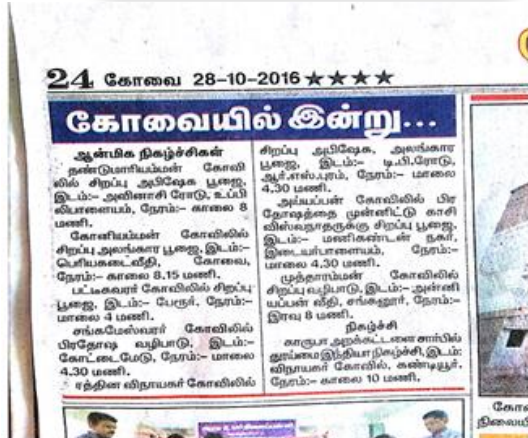 24 கோவை 28-10-2016 ★★★★
கோவையில் இன்று...
ஆன்மிக நிகழ்ச்சிகள்
தண்டுமாரியம்மன் கோவி
லில் சிறப்பு அபிஷேக பூஜை,
இடம்:– அவினாசி ரோடு, உப்பி
லிபாளையம், நேரம்:– காலை 8
மணி.
கோனியம்மன் கோவிலில்
சிறப்பு அலங்கார பூஜை, இடம்:–
பெரியகடைவீதி, கோவை,
நேரம்:– காலை 8.15 மணி.
பட்டீசுவரர் கோவிலில் சிறப்பு
பூஜை, இடம்:– பேரூர், நேரம்:–
மாலை 4 மணி.
சங்கமேஸ்வரர் கோவிலில்
பிரதோஷ வழிபாடு, இடம்:–
கோட்டைமேடு, நேரம்:– மாலை
4.30 மணி.
ரத்தின விநாயகர் கோவிலில்
சிறப்பு அபிஷேக, அலங்கார
பூஜை, இடம்:– டி.பி.ரோடு,
ஆர்.எஸ்.புரம், நேரம்:– மாலை
4.30 மணி.
அய்யப்பன் கோவிலில் பிர
தோஷத்தை முன்னிட்டு காசி
விஸ்வநாதருக்கு சிறப்பு பூஜை,
இடம்:– மணிகண்டன் நகர்,
இடையர்பாளையம், நேரம்:–
மாலை 4.30 மணி.
முத்தாரம்மன் கோவிலில்
சிறப்பு வழிபாடு, இடம்:– அன்னி
யப்பன் வீதி, சங்கனூர், நேரம்:–
இரவு 8 மணி.
நிகழ்ச்சி
காருபா அறக்கட்டளை சார்பில்
தூய்மை இந்தியா நிகழ்ச்சி, இடம்:
விநாயகர் கோவில், கண்டியூர்,
நேரம்:– காலை 10 மணி.